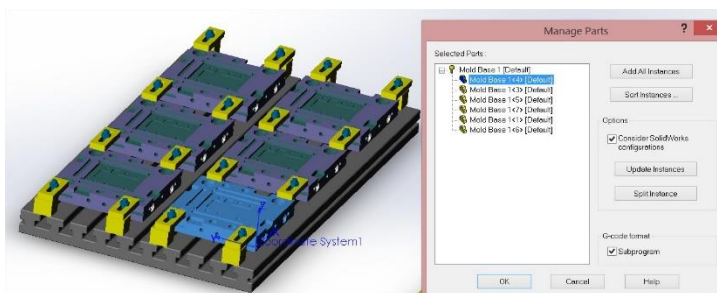 Manage Parts
?
Selected Parts:
Mold Base 1 [Default]
Mold Base 1<4> [Default]
Mold Base 1<3> [Default]
Mold Base 1<5> [Default]
Mold Base 1<7> [Default]
Mold Base 1<1> [Default]
Mold Base 1<6> [Default]
Add All Instances
Sort Instances ...
Options
Consider SolidWorks
configurations
Update Instances
Split Instance
G-code format
Subprogram
OK
Cancel
Help
Coordinate System1